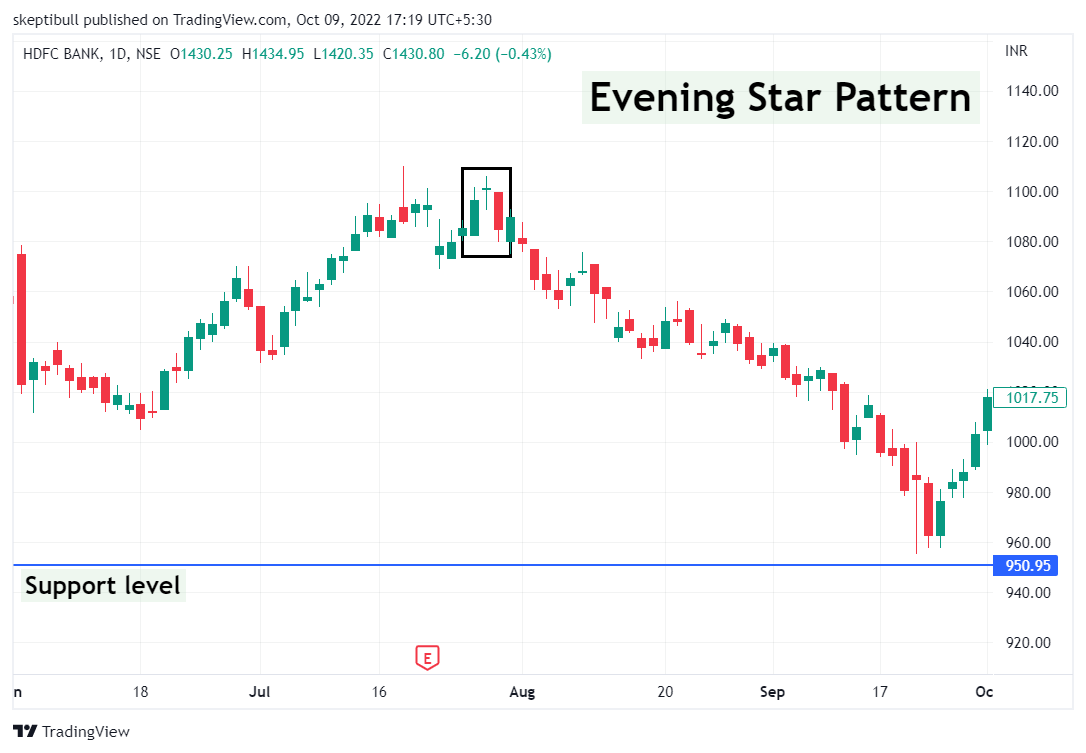 skeptibull published on TradingView.com, Oct 09, 2022 17:19 UTC+5:30
HDFC BANK, 1D, NSE O1430.25 H1434.95 L1420.35 C1430.80 −6.20 (−0.43%)
INR
Evening Star Pattern
1140.00
1120.00
1100.00
1080.00
1060.00
1040.00
1017.75
1000.00
980.00
960.00
950.95
Support level
940.00
920.00
E
n 18 Jul 16 Aug 20 Sep 17 Oc
TradingView